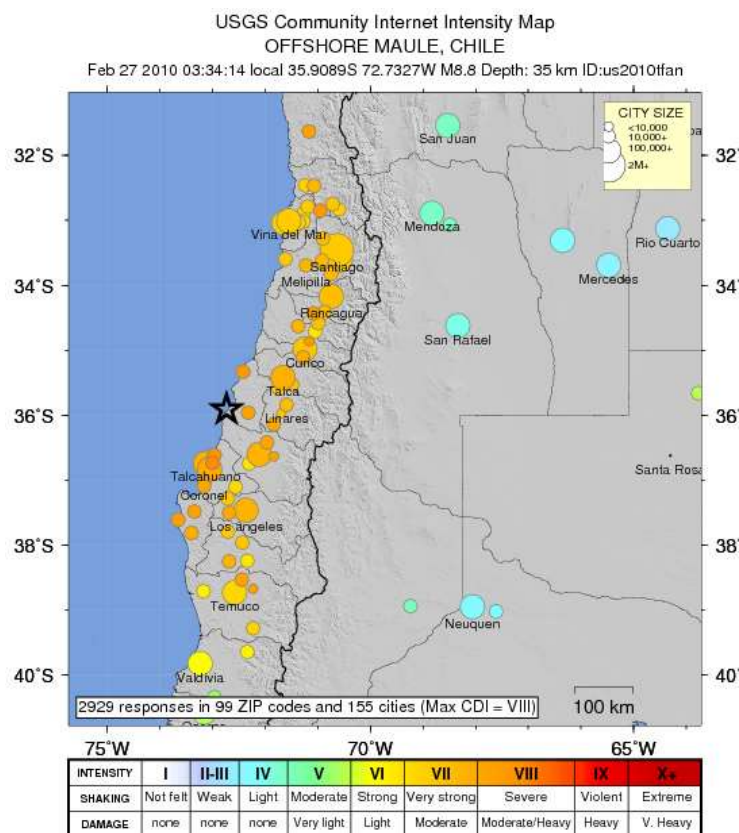 USGS Community Internet Intensity Map
OFFSHORE MAULE, CHILE
Feb 27 2010 03:34:14 local 35.9089S 72.7327W M8.8 Depth: 35 km ID:us2010tfan
CITY SIZE
<10,000
10,000+
100,000+
2M+
32°S
34°S
36°S
38°S
40°S
San Juan
Vina del Mar
Mendoza
Rio Cuarto
Santiago
Mercedes
Melipilla
Rancagua
San Rafael
Curico
Talca
Linares
Talcahuano
Santa Rosa
Coronel
Los angeles
Temuco
Neuquen
Valdivia
2929 responses in 99 ZIP codes and 155 cities (Max CDI = VIII)
100 km
75°W 70°W 65°W
INTENSITY I II-III IV V VI VII VIII IX X+
SHAKING Not felt Weak Light Moderate Strong Very strong Severe Violent Extreme
DAMAGE none none none Very light Light Moderate Moderate/Heavy Heavy V. Heavy